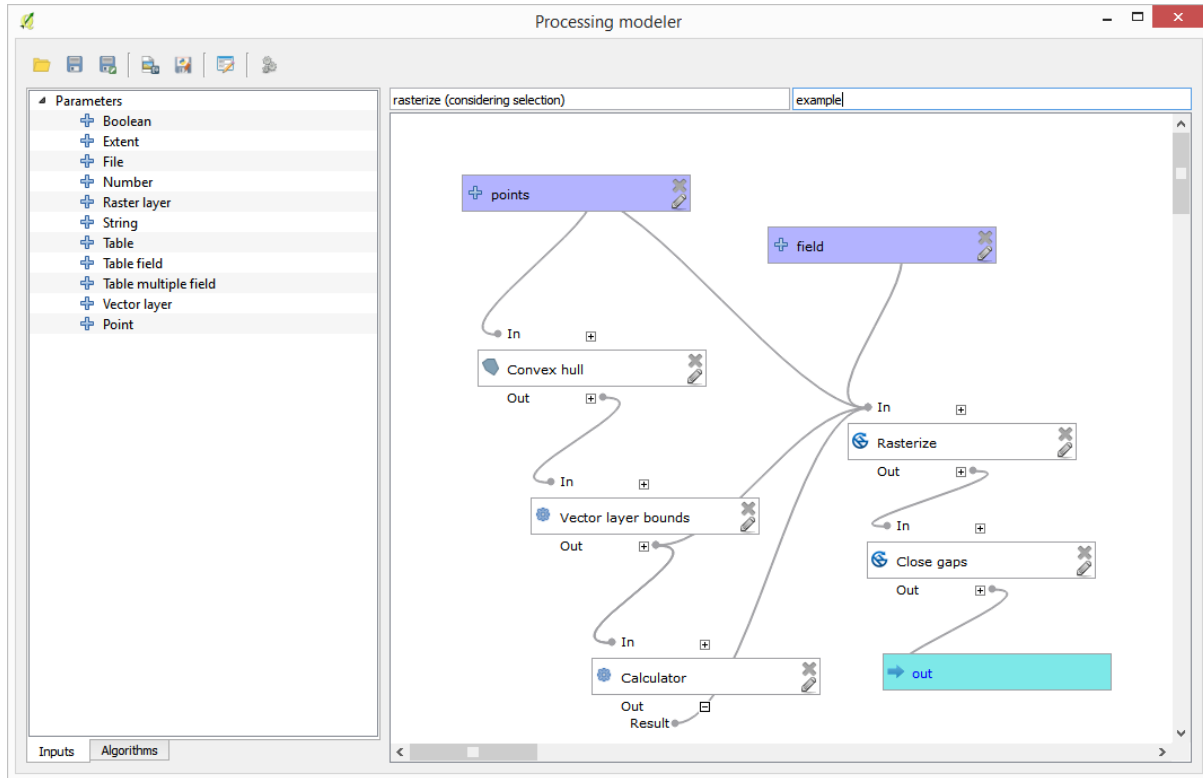 Processing modeler
Parameters
Boolean
Extent
File
Number
Raster layer
String
Table
Table field
Table multiple field
Vector layer
Point
Inputs
Algorithms
rasterize (considering selection)
example
points
field
In
Convex hull
Out
In
Vector layer bounds
Out
In
Calculator
Out
Result
In
Rasterize
Out
In
Close gaps
Out
out